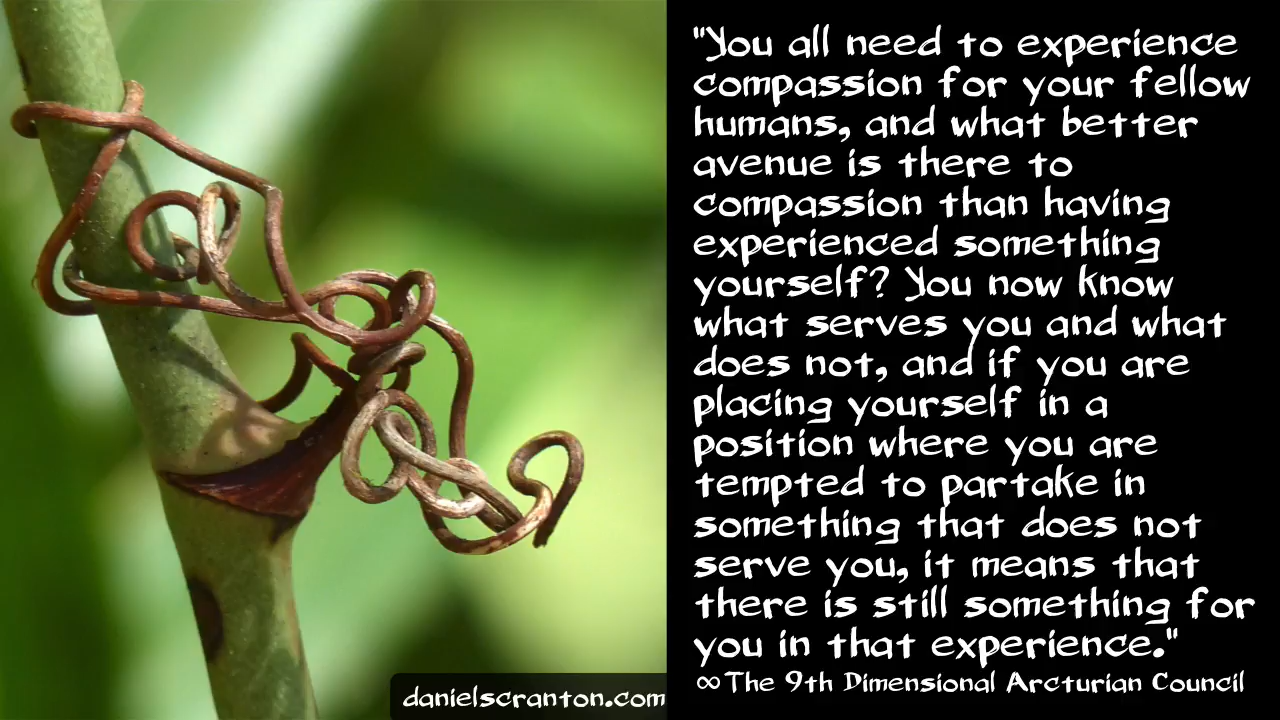 "You all need to experience
compassion for your fellow
humans, and what better
avenue is there to
compassion than having
experienced something
yourself? You now know
what serves you and what
does not, and if you are
placing yourself in a
position where you are
tempted to partake in
something that does not
serve you, it means that
there is still something for
you in that experience."
∞The 9th Dimensional Arcturian Council
danielscranton.com